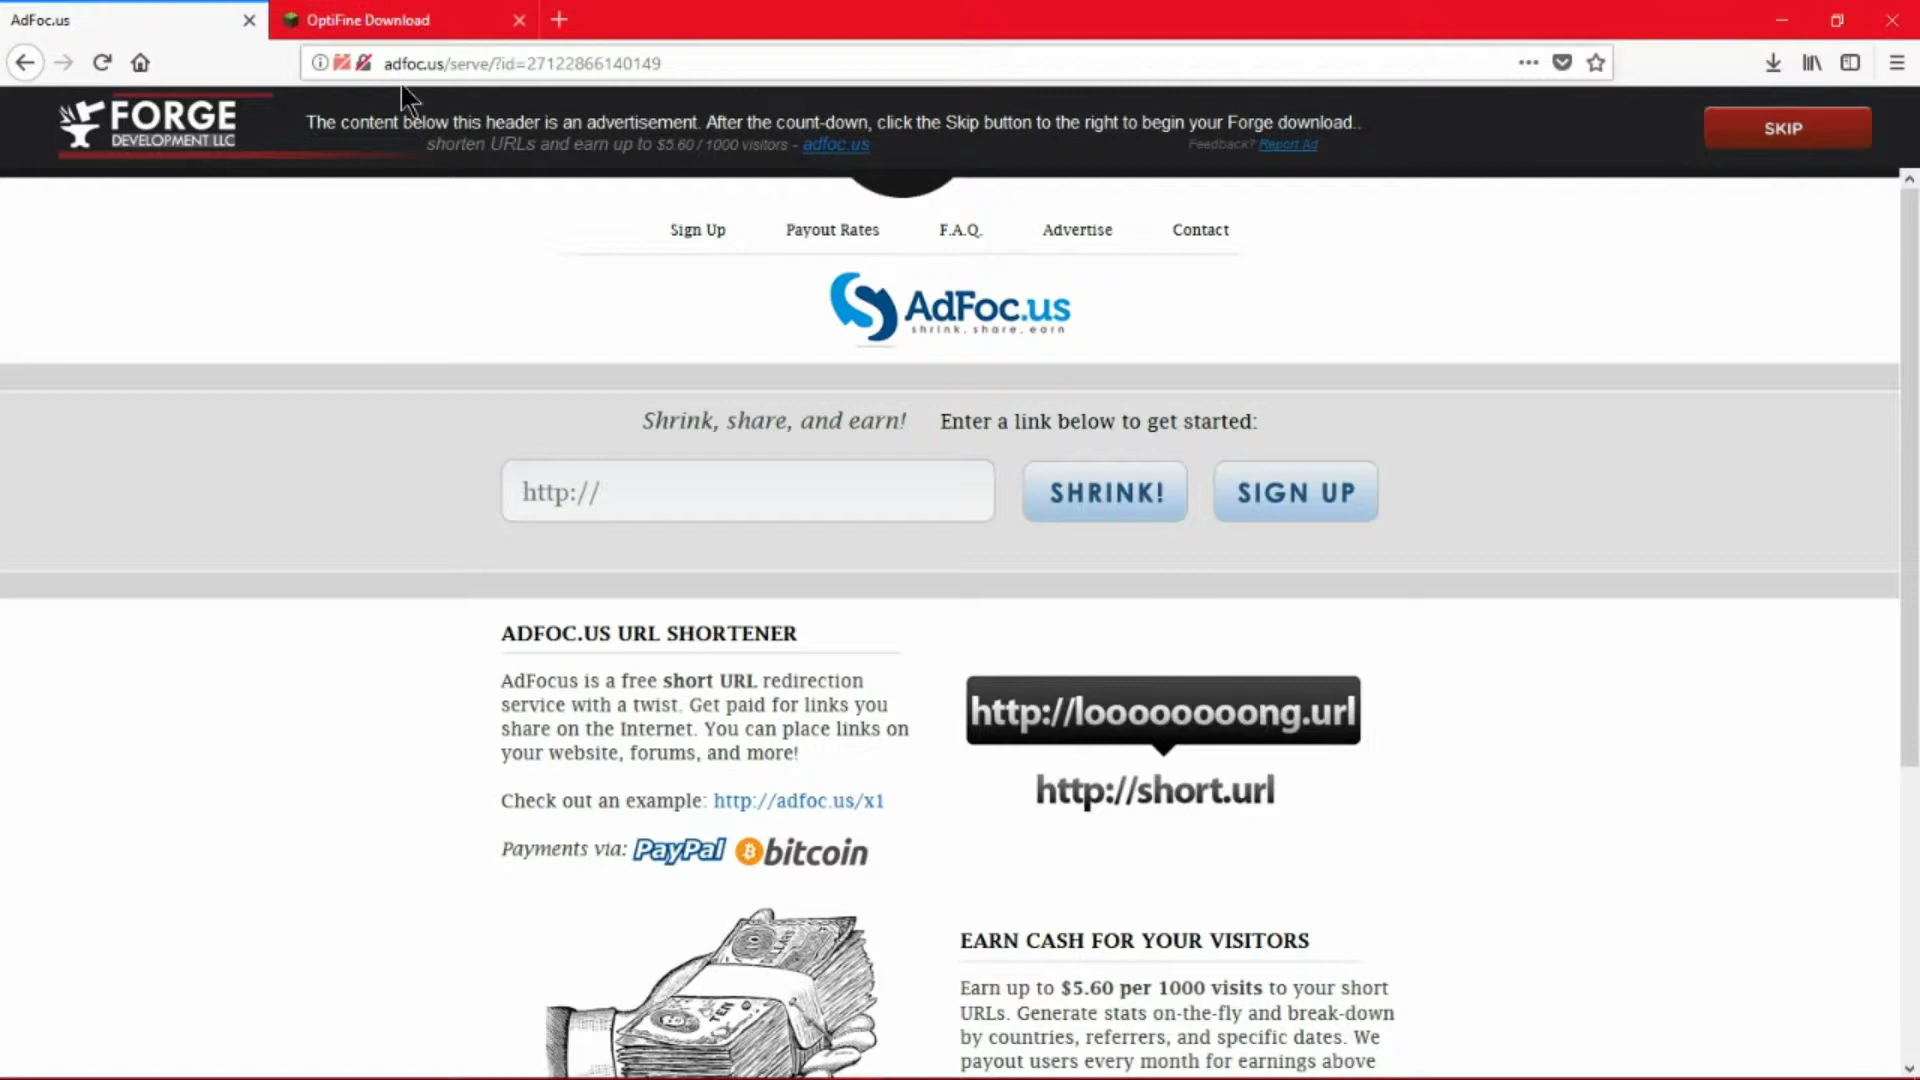 AdFoc.us
OptiFine Download
adfoc.us/serve/?id=27122866140149
FORGE
DEVELOPMENT LLC
The content below this header is an advertisement. After the count-down, click the Skip button to the right to begin your Forge download..
shorten URLs and earn up to $5.60 / 1000 visitors - adfoc.us
Feedback? Report Ad
SKIP
Sign Up
Payout Rates
F.A.Q.
Advertise
Contact
AdFoc.us
shrink. share. earn
Shrink, share, and earn!
Enter a link below to get started:
http://
SHRINK!
SIGN UP
ADFOC.US URL SHORTENER
AdFocus is a free short URL redirection
service with a twist. Get paid for links you
share on the Internet. You can place links on
your website, forums, and more!
Check out an example: http://adfoc.us/x1
Payments via: PayPal bitcoin
http://looooooooong.url
http://short.url
TEN
EARN CASH FOR YOUR VISITORS
Earn up to $5.60 per 1000 visits to your short
URLs. Generate stats on-the-fly and break-down
by countries, referrers, and specific dates. We
payout users every month for earnings above